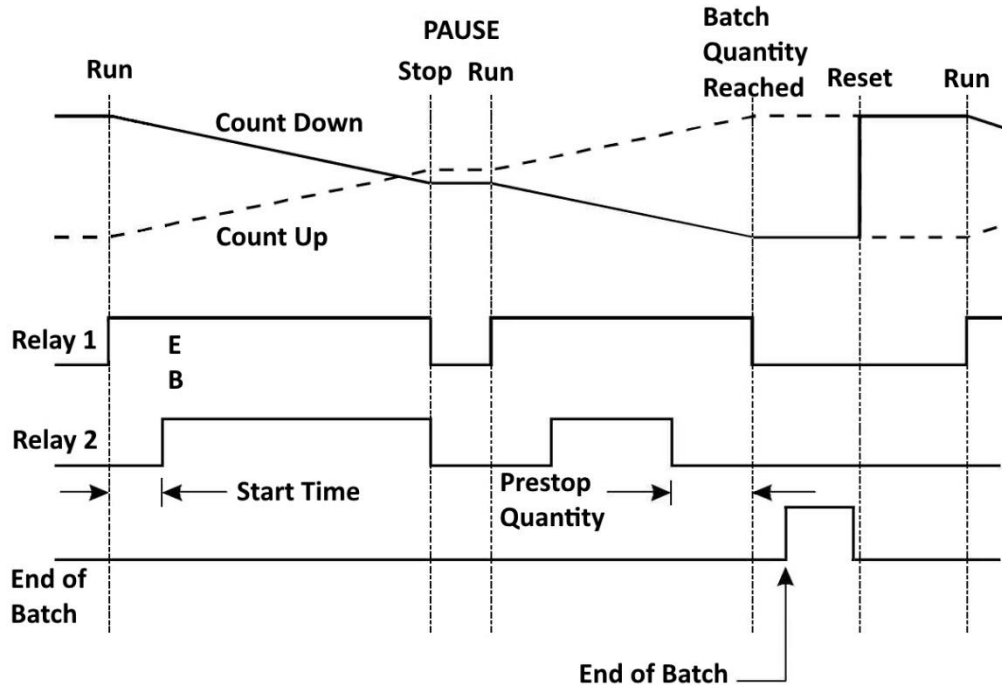 PAUSE
Run
Stop
Run
Batch
Quantity
Reached
Reset
Run
Count Down
Count Up
Relay 1
E
B
Relay 2
Start Time
Prestop
Quantity
End of
Batch
End of Batch